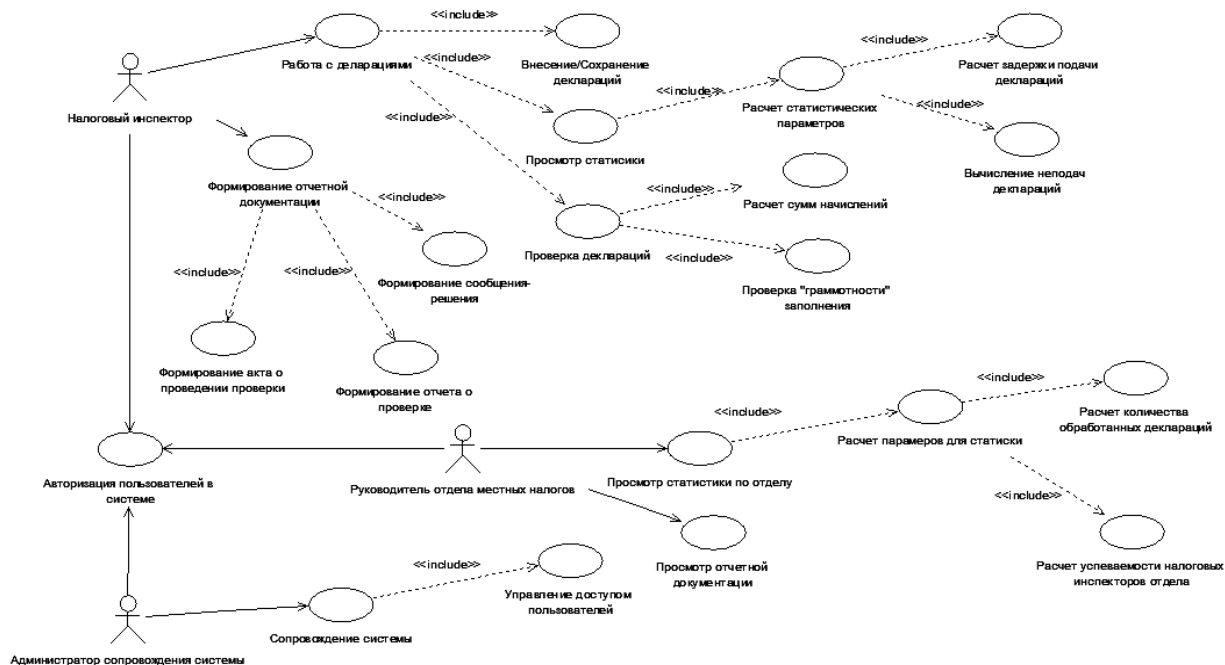 <<include>>
Работа с деларациями
<<include>>
Внесение/Сохранение
деклараций
<<include>>
Расчет задержки подачи
деклараций
Налоговый инспектор
<<include>>
<<include>>
Расчет статистических
параметров
<<include>>
<<include>>
Просмотр статисики
Вычисление неподач
деклараций
Формирование отчетной
документации
<<include>>
<<include>>
Расчет сумм начислений
Проверка деклараций
<<include>>
<<include>>
<<include>>
Формирование сообщения-
решения
Проверка "граммотности"
заполнения
Формирование акта о
проведении проверки
Формирование отчета о
проверке
<<include>>
<<include>>
Расчет количества
обработанных деклараций
Расчет парамеров для статиски
Авторизация пользователей в
системе
Руководитель отдела местных налогов
Просмотр статистики по отделу
<<include>>
<<include>>
Просмотр отчетной
документации
Расчет успеваемости налоговых
инспекторов отдела
Управление доступом
пользователей
Сопровождение системы
Администратор сопровождения системы